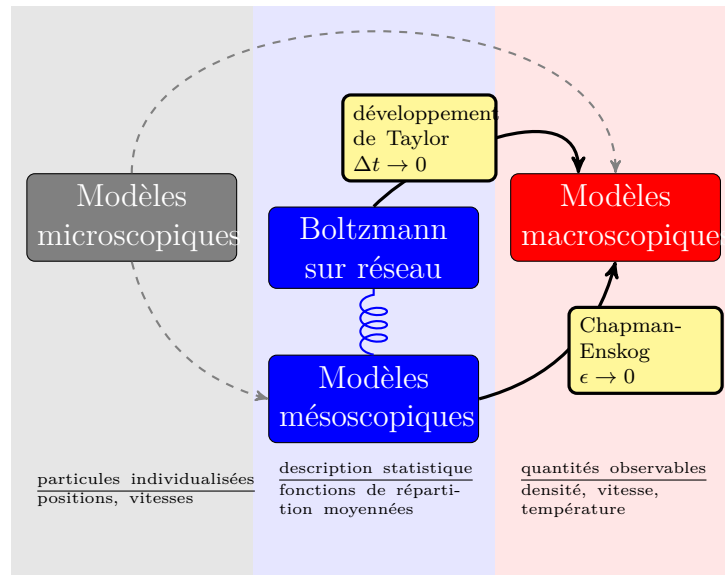 développement
de Taylor
Δt → 0
Modèles
microscopiques
Boltzmann
sur réseau
Modèles
macroscopiques
Chapman-
Enskog
ϵ → 0
Modèles
mésoscopiques
particules individualisées
positions, vitesses
description statistique
fonctions de réparti-
tion moyennées
quantités observables
densité, vitesse,
température